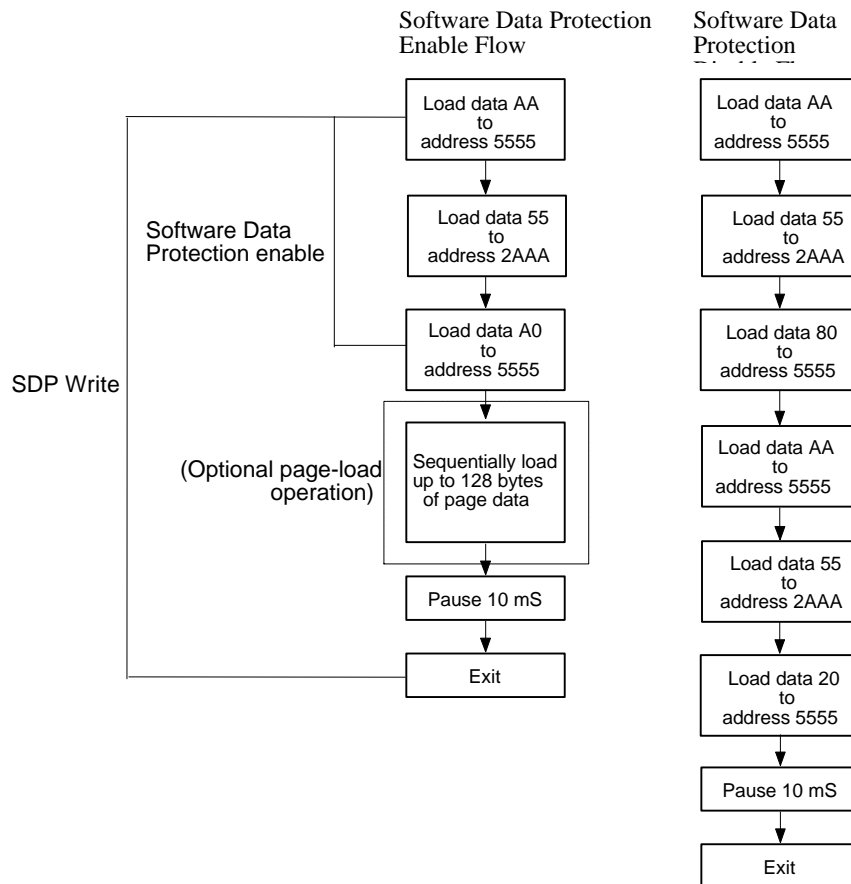 Software Data Protection
Enable Flow
Load data AA
to
address 5555
Load data 55
to
address 2AAA
Software Data
Protection enable
Load data A0
to
address 5555
SDP Write
(Optional page-load
operation)
Sequentially load
up to 128 bytes
of page data
Pause 10 mS
Exit
Software Data
Protection
Load data AA
to
address 5555
Load data 55
to
address 2AAA
Load data 80
to
address 5555
Load data AA
to
address 5555
Load data 55
to
address 2AAA
Load data 20
to
address 5555
Pause 10 mS
Exit